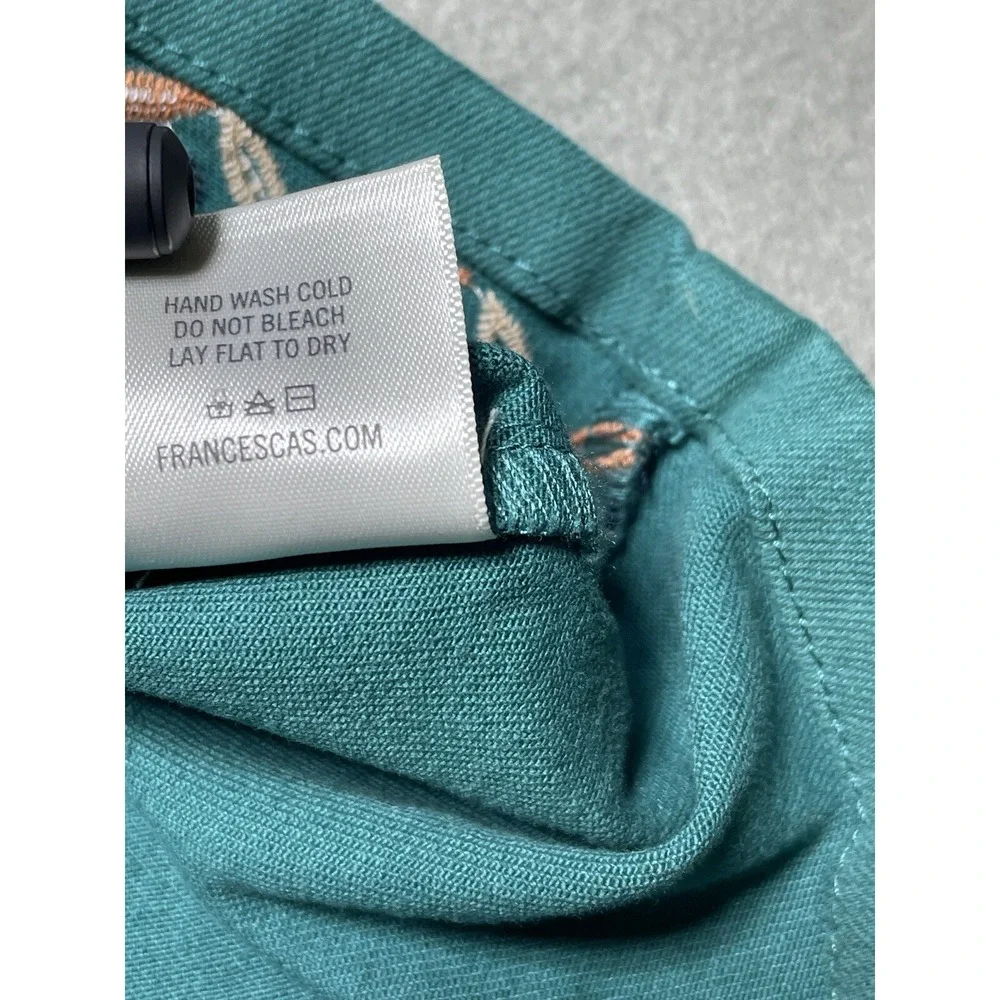 HAND WASH COLD
DO NOT BLEACH
LAY FLAT TO DRY
FRANCESCAS.COM